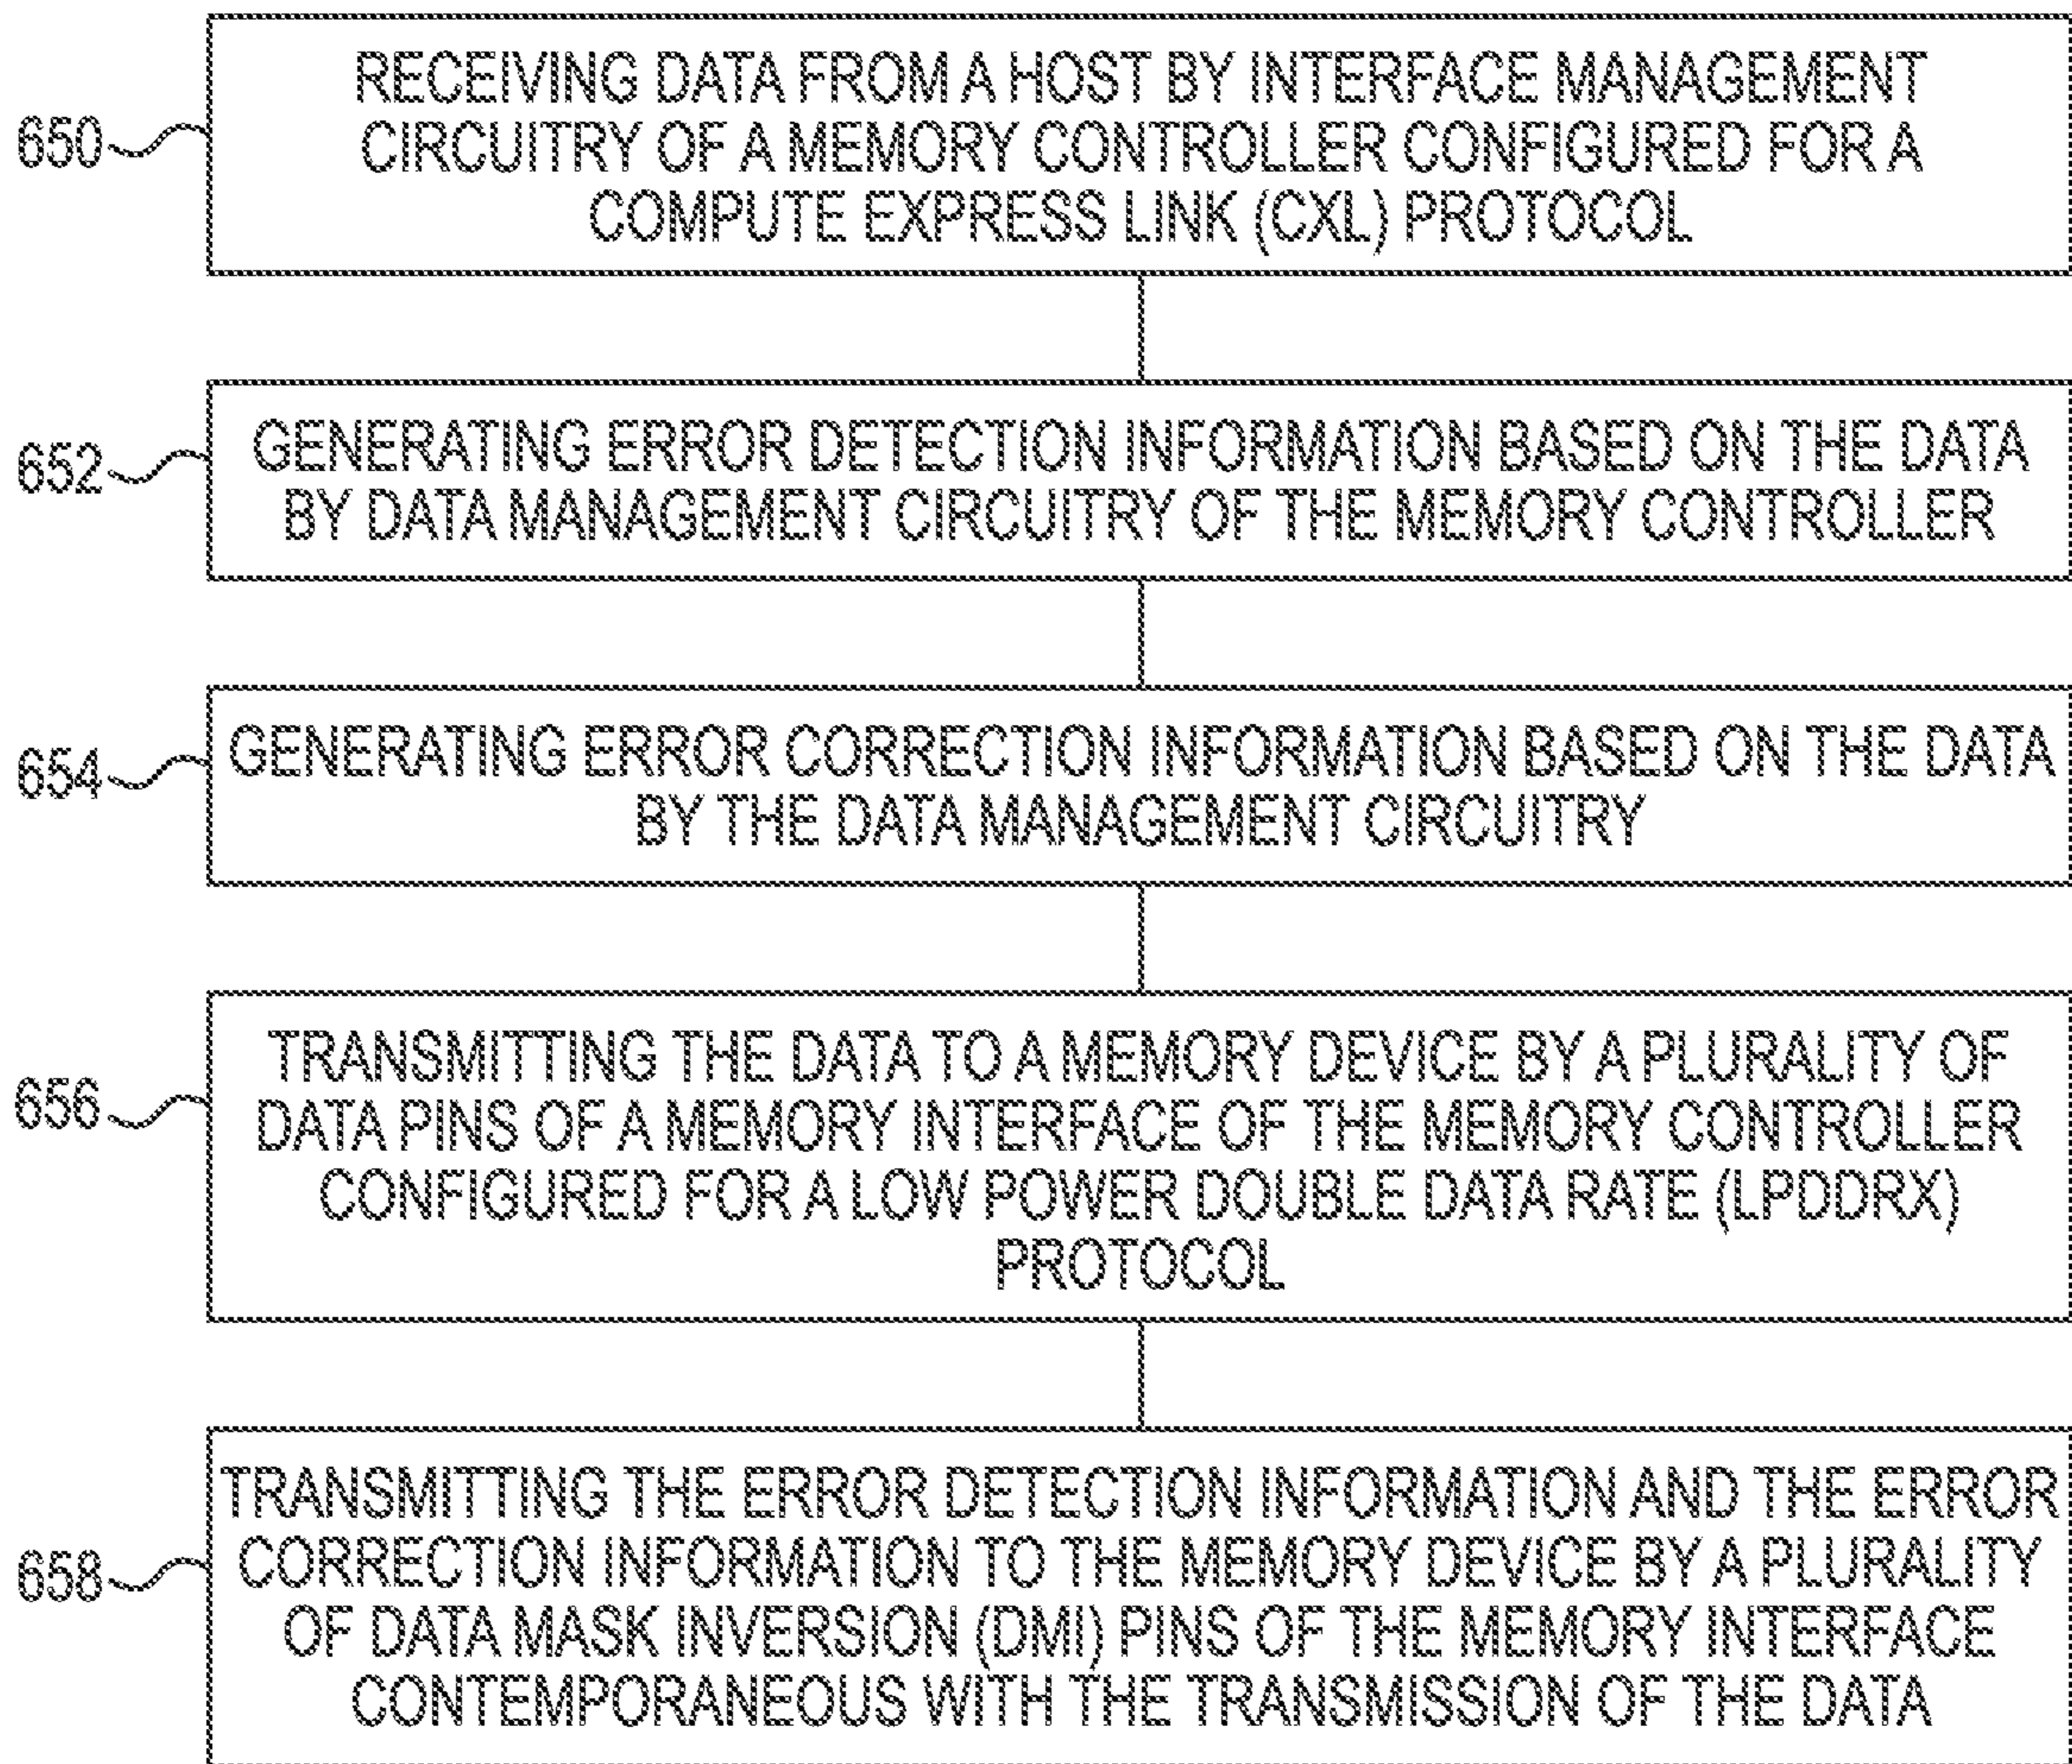 650
RECEIVING DATA FROM A HOST BY INTERFACE MANAGEMENT
CIRCUITRY OF A MEMORY CONTROLLER CONFIGURED FOR A
COMPUTE EXPRESS LINK (CXL) PROTOCOL
652
GENERATING ERROR DETECTION INFORMATION BASED ON THE DATA
BY DATA MANAGEMENT CIRCUITRY OF THE MEMORY CONTROLLER
654
GENERATING ERROR CORRECTION INFORMATION BASED ON THE DATA
BY THE DATA MANAGEMENT CIRCUITRY
656
TRANSMITTING THE DATA TO A MEMORY DEVICE BY A PLURALITY OF
DATA PINS OF A MEMORY INTERFACE OF THE MEMORY CONTROLLER
CONFIGURED FOR A LOW POWER DOUBLE DATA RATE (LPDDRX)
PROTOCOL
658
TRANSMITTING THE ERROR DETECTION INFORMATION AND THE ERROR
CORRECTION INFORMATION TO THE MEMORY DEVICE BY A PLURALITY
OF DATA MASK INVERSION (DMI) PINS OF THE MEMORY INTERFACE
CONTEMPORANEOUS WITH THE TRANSMISSION OF THE DATA